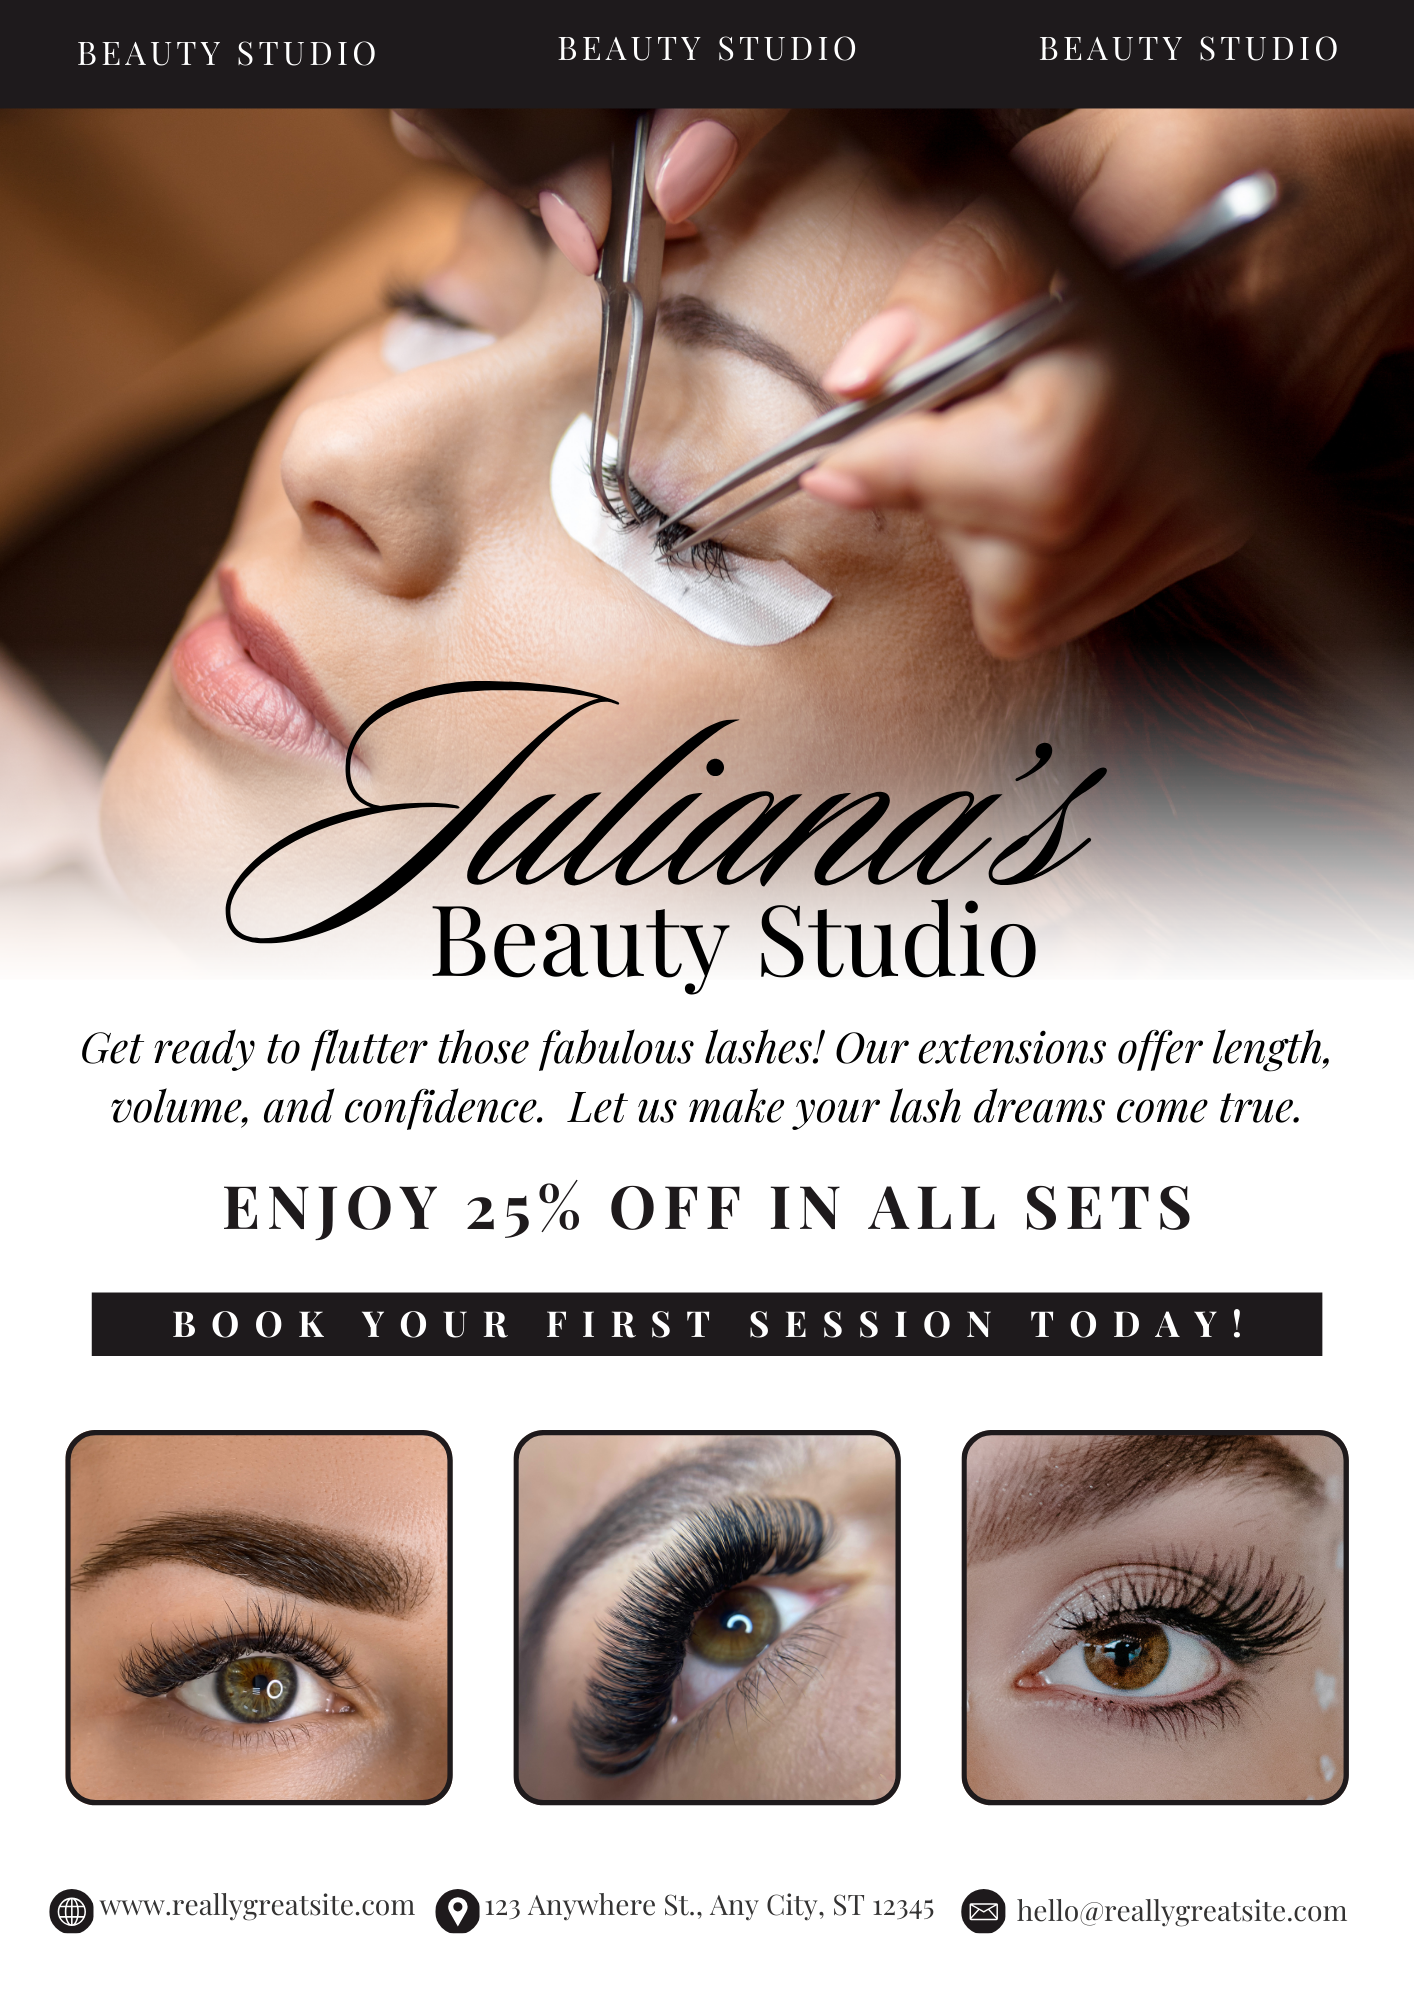 BEAUTY STUDIO
BEAUTY STUDIO
BEAUTY STUDIO
Juliana's
Beauty Studio
Get ready to flutter those fabulous lashes! Our extensions offer length,
volume, and confidence.  Let us make your lash dreams come true.
ENJOY 25% OFF IN ALL SETS
BOOK YOUR FIRST SESSION TODAY!
www.reallygreatsite.com
123 Anywhere St., Any City, ST 12345
hello@reallygreatsite.com